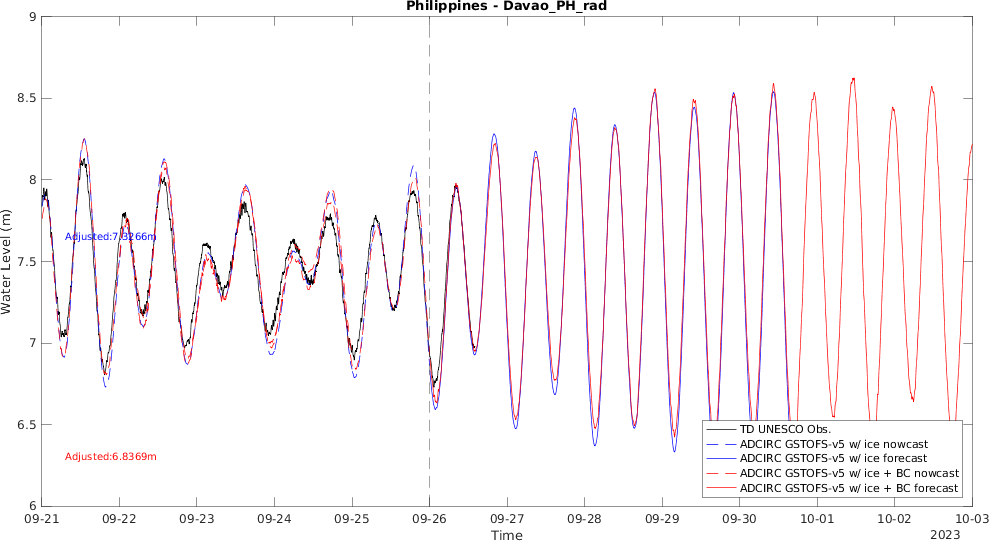 Philippines - Davao_PH_rad
Water Level (m)
9
8.5
8
7.5
7
6.5
6
Adjusted:7.3266m
Adjusted:6.8369m
TD UNESCO Obs.
ADCIRC GSTOFS-v5 w/ ice nowcast
ADCIRC GSTOFS-v5 w/ ice forecast
ADCIRC GSTOFS-v5 w/ ice + BC nowcast
ADCIRC GSTOFS-v5 w/ ice + BC forecast
09-21 09-22 09-23 09-24 09-25 09-26 09-27 09-28 09-29 09-30 10-01 10-02 10-03
Time
2023